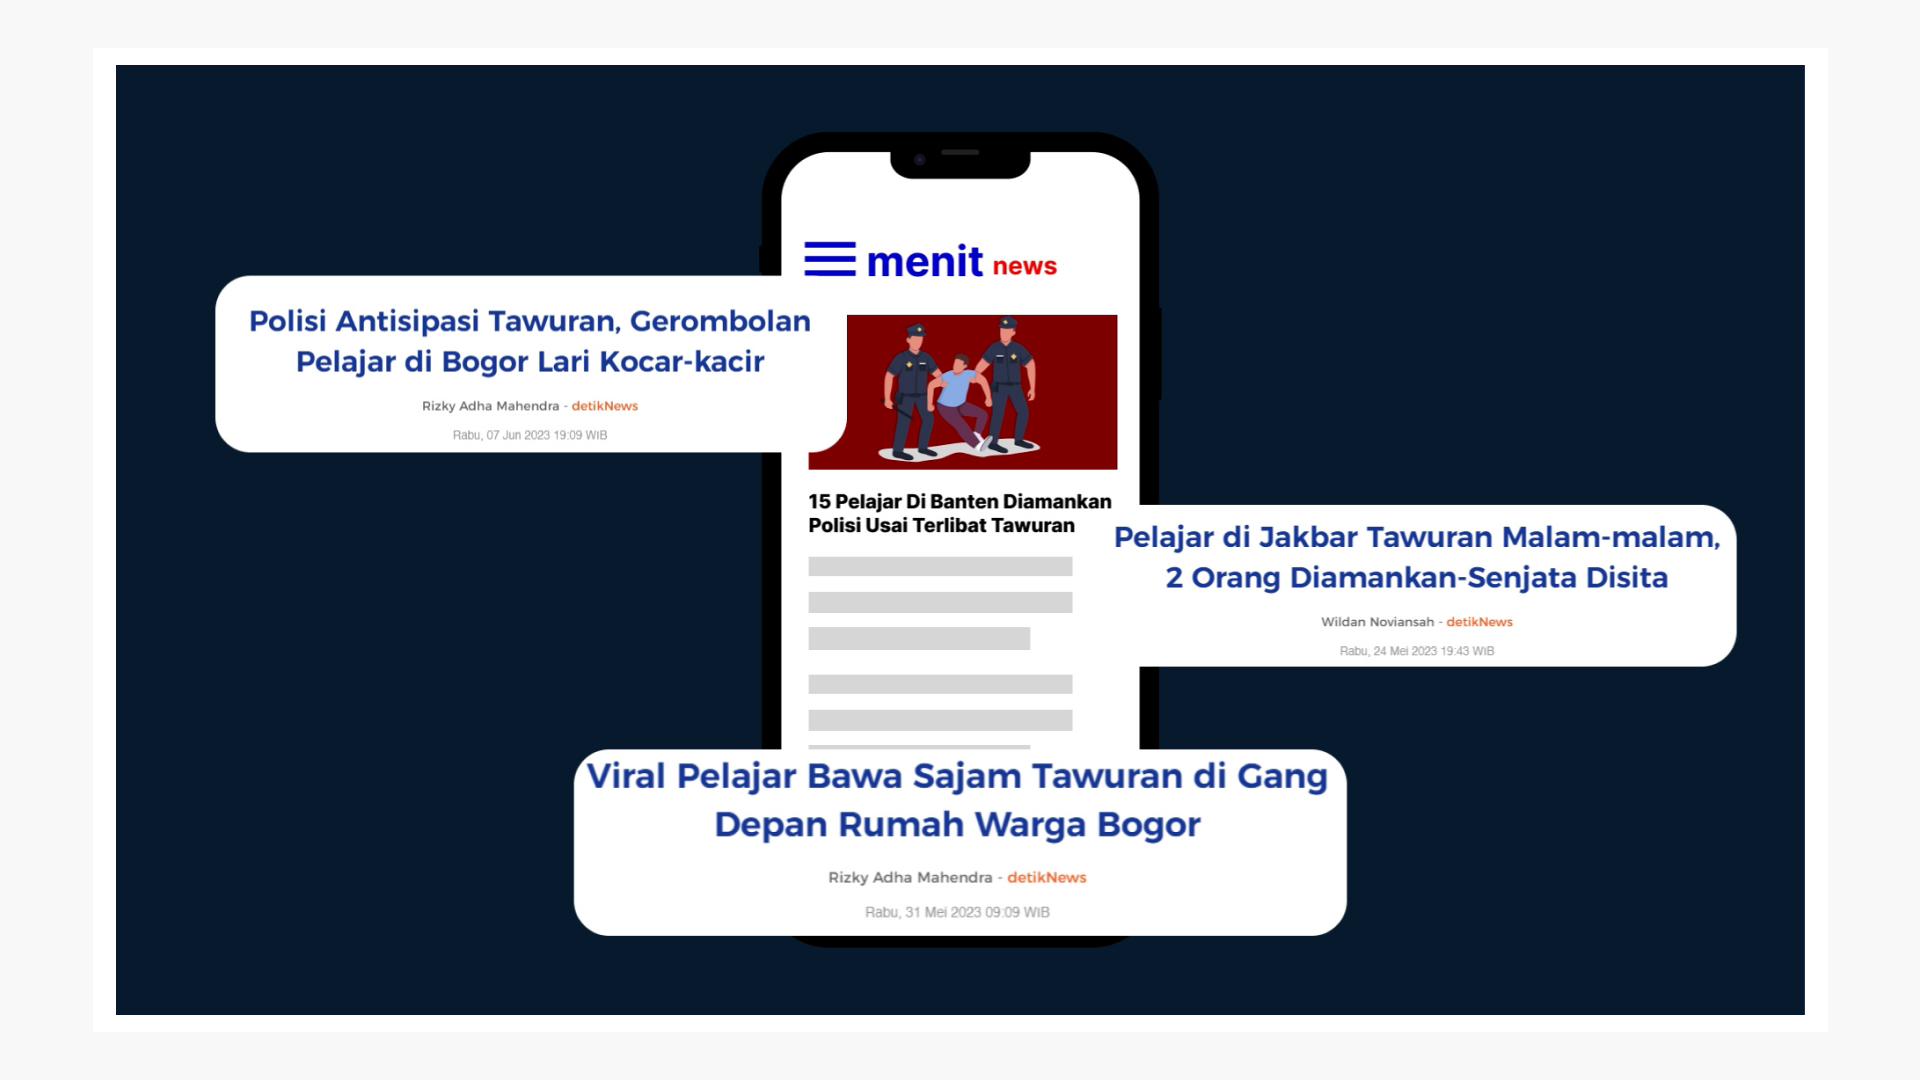 menit news
Polisi Antisipasi Tawuran, Gerombolan
Pelajar di Bogor Lari Kocar-kacir
Rizky Adha Mahendra - detikNews
Rabu, 07 Jun 2023 19:09 WIB
15 Pelajar Di Banten Diamankan
Polisi Usai Terlibat Tawuran
Pelajar di Jakbar Tawuran Malam-malam,
2 Orang Diamankan-Senjata Disita
Wildan Noviansah - detikNews
Rabu, 24 Mei 2023 19:43 WIB
Viral Pelajar Bawa Sajam Tawuran di Gang
Depan Rumah Warga Bogor
Rizky Adha Mahendra - detikNews
Rabu, 31 Mei 2023 09:09 WIB